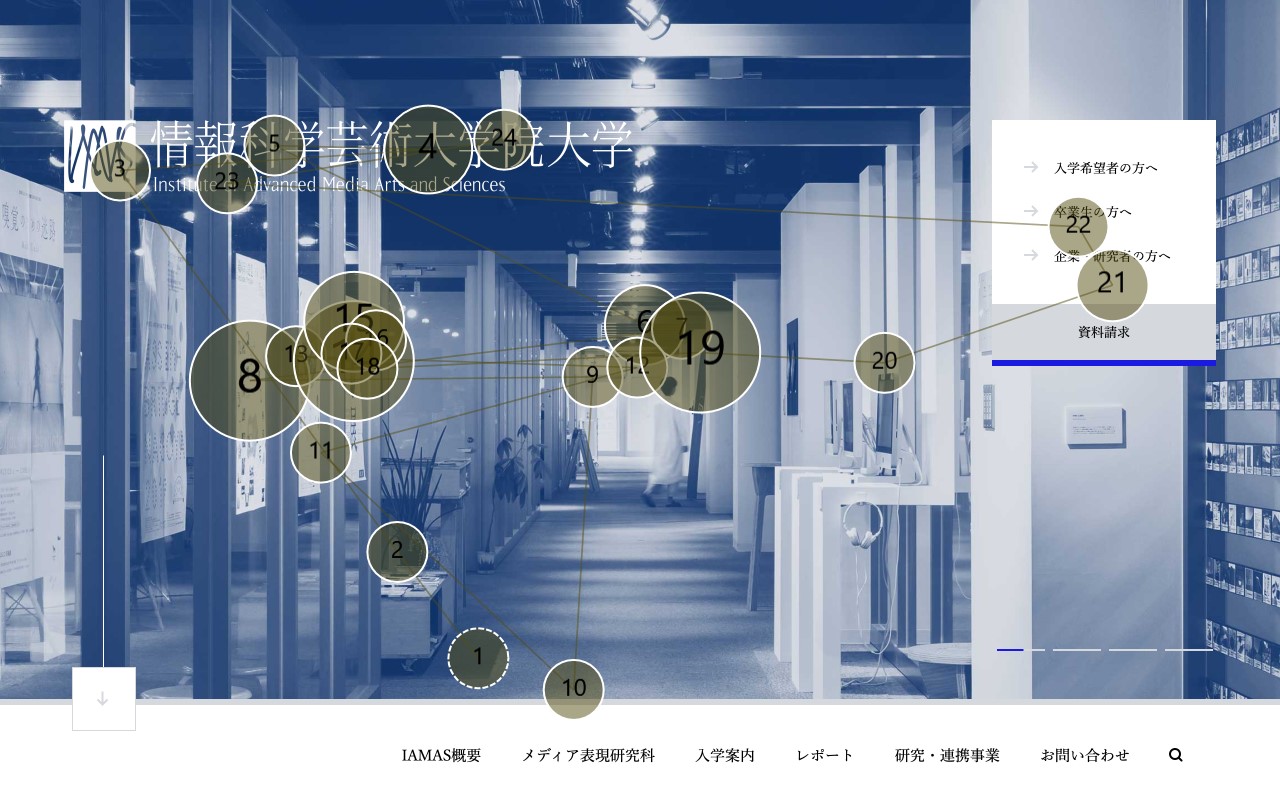 情報科学芸術大学院大学
Institute of Advanced Media Arts and Sciences
入学希望者の方へ
卒業生の方へ
企業・研究者の方へ
資料請求
3
5
4
24
23
22
21
15
6
7
19
8
13
16
18
9
12
20
11
2
1
10
IAMAS概要
メディア表現研究科
入学案内
レポート
研究・連携事業
お問い合わせ